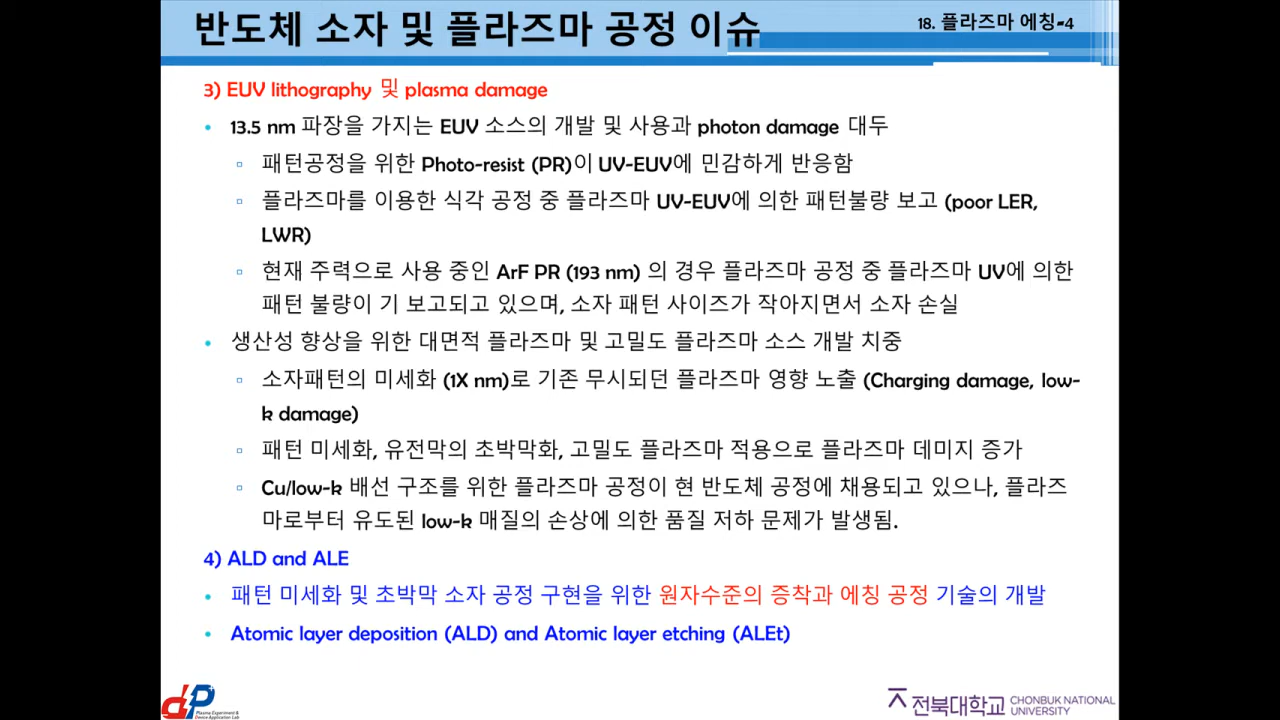 반도체 소자 및 플라즈마 공정 이슈
18. 플라즈마 에칭-4
3) EUV lithography 및 plasma damage
• 13.5 nm 파장을 가지는 EUV 소스의 개발 및 사용과 photon damage 대두
▫ 패턴공정을 위한 Photo-resist (PR)이 UV-EUV에 민감하게 반응함
▫ 플라즈마를 이용한 식각 공정 중 플라즈마 UV-EUV에 의한 패턴불량 보고 (poor LER,
LWR)
▫ 현재 주력으로 사용 중인 ArF PR (193 nm) 의 경우 플라즈마 공정 중 플라즈마 UV에 의한
패턴 불량이 기 보고되고 있으며, 소자 패턴 사이즈가 작아지면서 소자 손실
• 생산성 향상을 위한 대면적 플라즈마 및 고밀도 플라즈마 소스 개발 치중
▫ 소자패턴의 미세화 (1X nm)로 기존 무시되던 플라즈마 영향 노출 (Charging damage, low-
k damage)
▫ 패턴 미세화, 유전막의 초박막화, 고밀도 플라즈마 적용으로 플라즈마 데미지 증가
▫ Cu/low-k 배선 구조를 위한 플라즈마 공정이 현 반도체 공정에 채용되고 있으나, 플라즈
마로부터 유도된 low-k 매질의 손상에 의한 품질 저하 문제가 발생됨.
4) ALD and ALE
• 패턴 미세화 및 초박막 소자 공정 구현을 위한 원자수준의 증착과 에칭 공정 기술의 개발
• Atomic layer deposition (ALD) and Atomic layer etching (ALEt)
dP
Plasma Experiment &
Device Application Lab
전북대학교
CHONBUK NATIONAL
UNIVERSITY